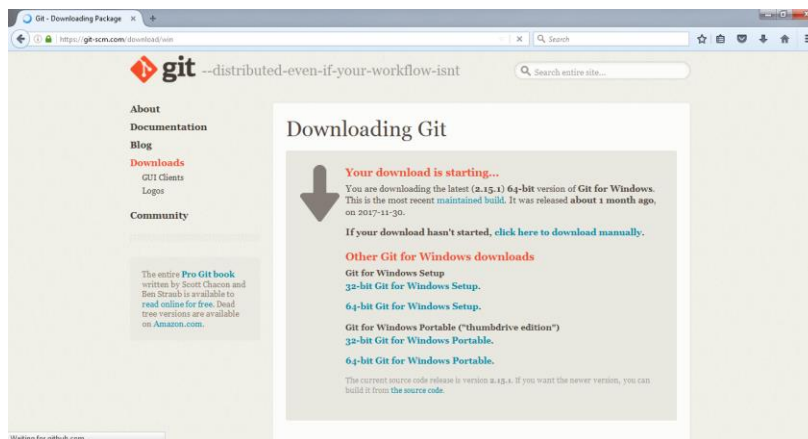 Git - Downloading Package
https://git-scm.com/download/win
Search
git --distributed-even-if-your-workflow-isnt
Search entire site...
About
Documentation
Blog
Downloads
GUI Clients
Logos
Community
The entire Pro Git book
written by Scott Chacon and
Ben Straub is available to
read online for free. Dead
tree versions are available
on Amazon.com.
Downloading Git
Your download is starting...
You are downloading the latest (2.15.1) 64-bit version of Git for Windows.
This is the most recent maintained build. It was released about 1 month ago,
on 2017-11-30.
If your download hasn't started, click here to download manually.
Other Git for Windows downloads
Git for Windows Setup
32-bit Git for Windows Setup.
64-bit Git for Windows Setup.
Git for Windows Portable ("thumbdrive edition")
32-bit Git for Windows Portable.
64-bit Git for Windows Portable.
The current source code release is version 2.15.1. If you want the newer version, you can
build it from the source code.
Waiting for github.com